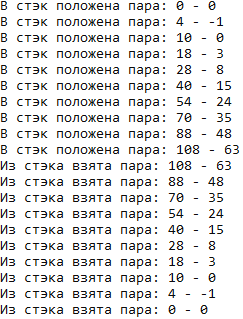 В стэк положена пара: 0 - 0
В стэк положена пара: 4 - -1
В стэк положена пара: 10 - 0
В стэк положена пара: 18 - 3
В стэк положена пара: 28 - 8
В стэк положена пара: 40 - 15
В стэк положена пара: 54 - 24
В стэк положена пара: 70 - 35
В стэк положена пара: 88 - 48
В стэк положена пара: 108 - 63
Из стэка взята пара: 108 - 63
Из стэка взята пара: 88 - 48
Из стэка взята пара: 70 - 35
Из стэка взята пара: 54 - 24
Из стэка взята пара: 40 - 15
Из стэка взята пара: 28 - 8
Из стэка взята пара: 18 - 3
Из стэка взята пара: 10 - 0
Из стэка взята пара: 4 - -1
Из стэка взята пара: 0 - 0